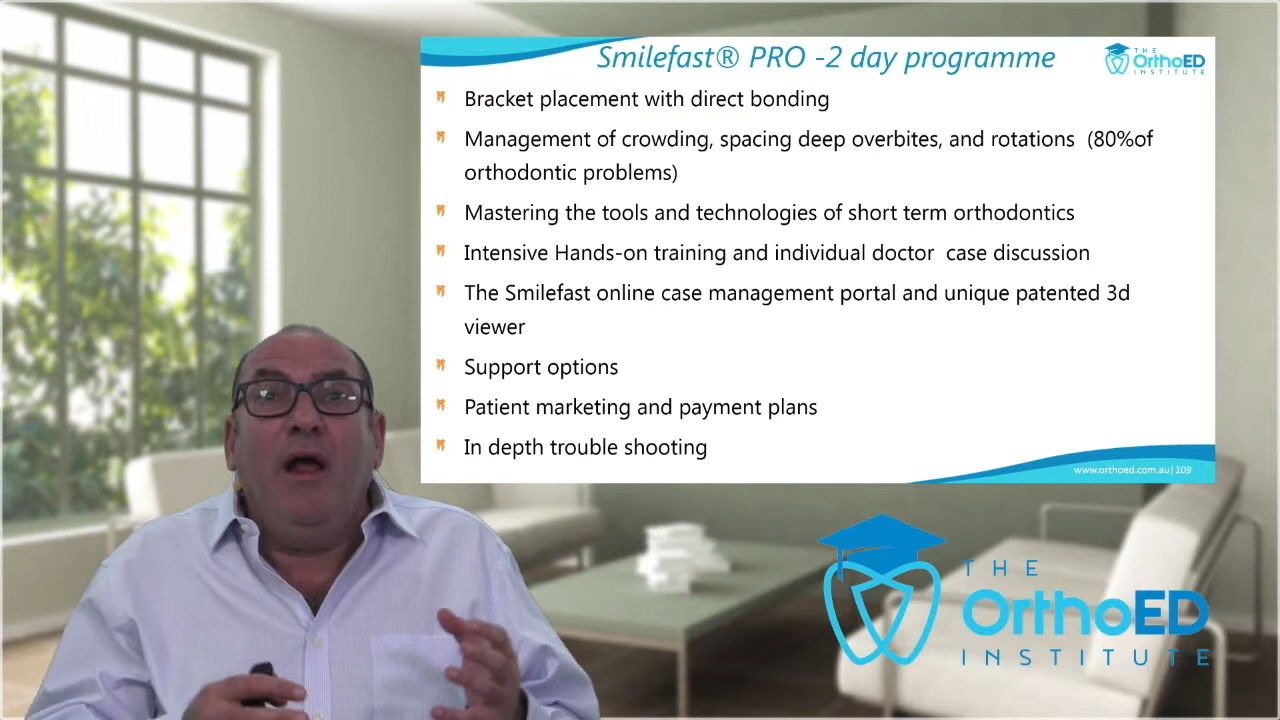 Smilefast® PRO -2 day programme
THE
OrthoED
INSTITUTE
Bracket placement with direct bonding
Management of crowding, spacing deep overbites, and rotations (80%of
orthodontic problems)
Mastering the tools and technologies of short term orthodontics
Intensive Hands-on training and individual doctor case discussion
The Smilefast online case management portal and unique patented 3d
viewer
Support options
Patient marketing and payment plans
In depth trouble shooting
www.orthoed.com.au| 109
THE
OrthoED
INSTITUTE